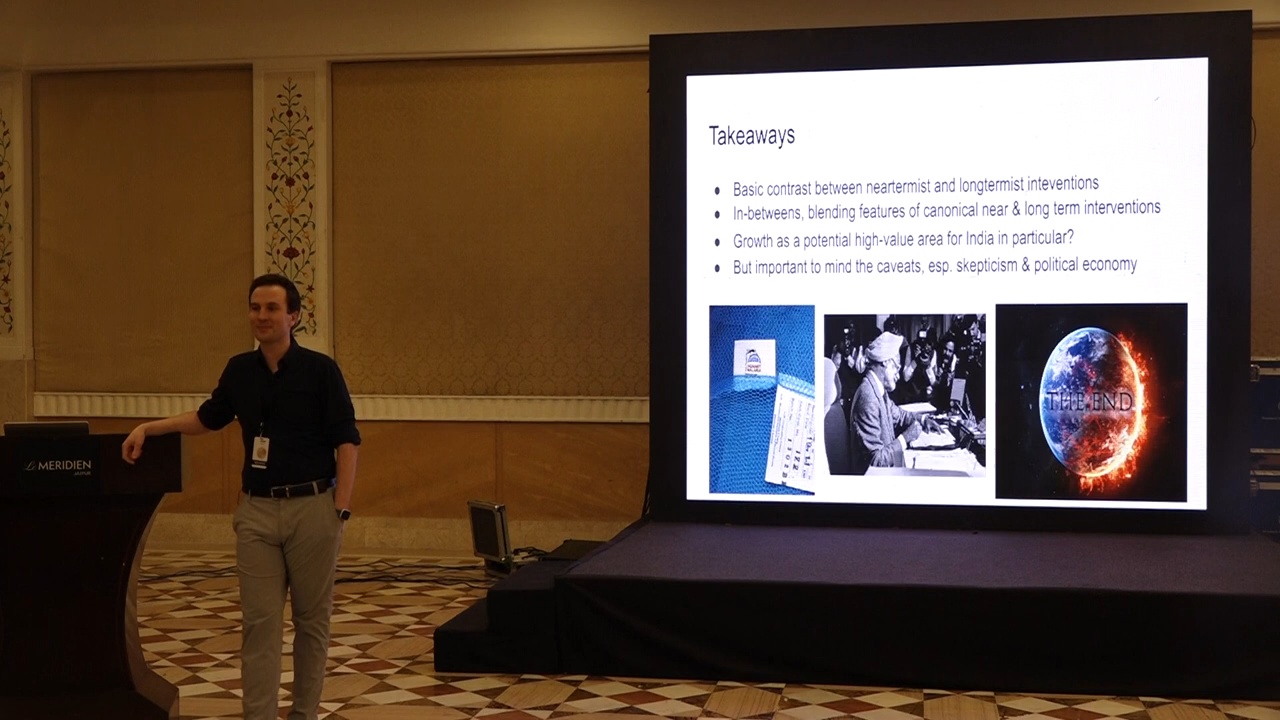 Takeaways
● Basic contrast between neartermist and longtermist inteventions
● In-betweens, blending features of canonical near & long term interventions
● Growth as a potential high-value area for India in particular?
● But important to mind the caveats, esp. skepticism & political economy
THE END
Le MERIDIEN
JAIPUR